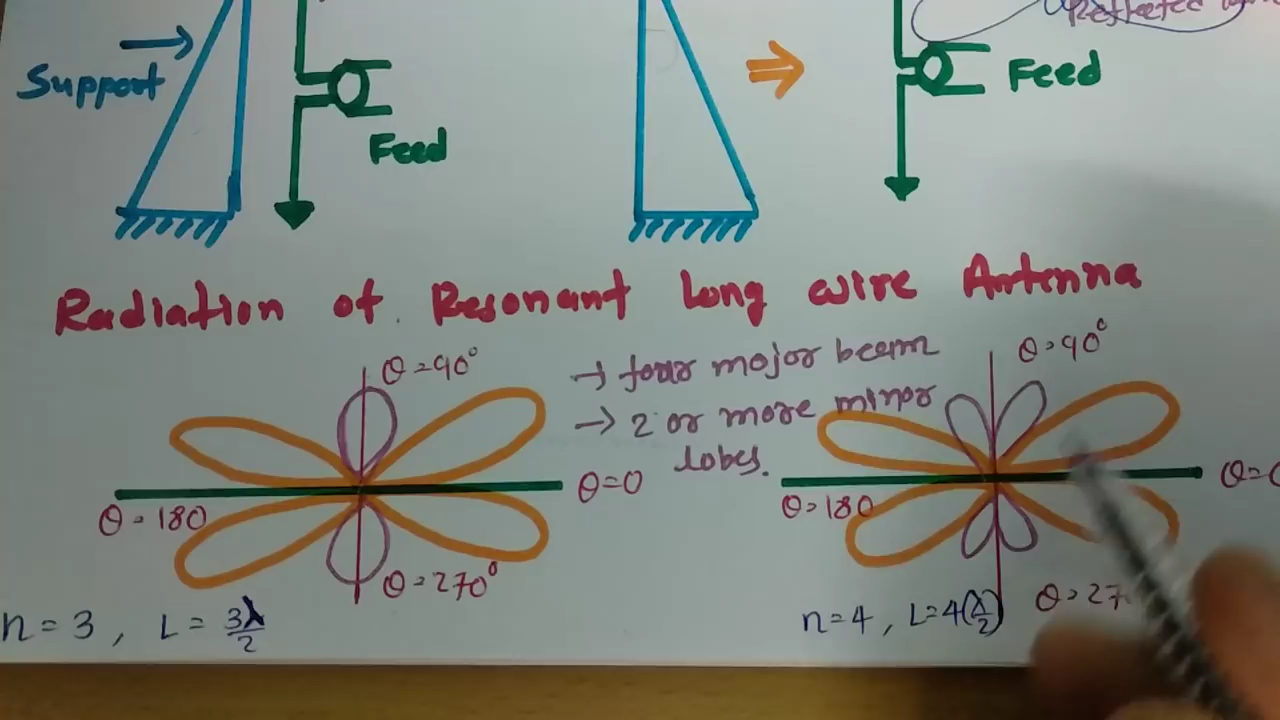 Reflected
Support
Feed
Feed
Radiation of Resonant Long wire Antenna
θ=90°
→ four major beam
θ=90°
→ 2 or more minor
lobes.
θ=0
θ=180
θ=180
θ=270°
n = 3 , L = 3λ/2
n=4 , L=4(λ/2)